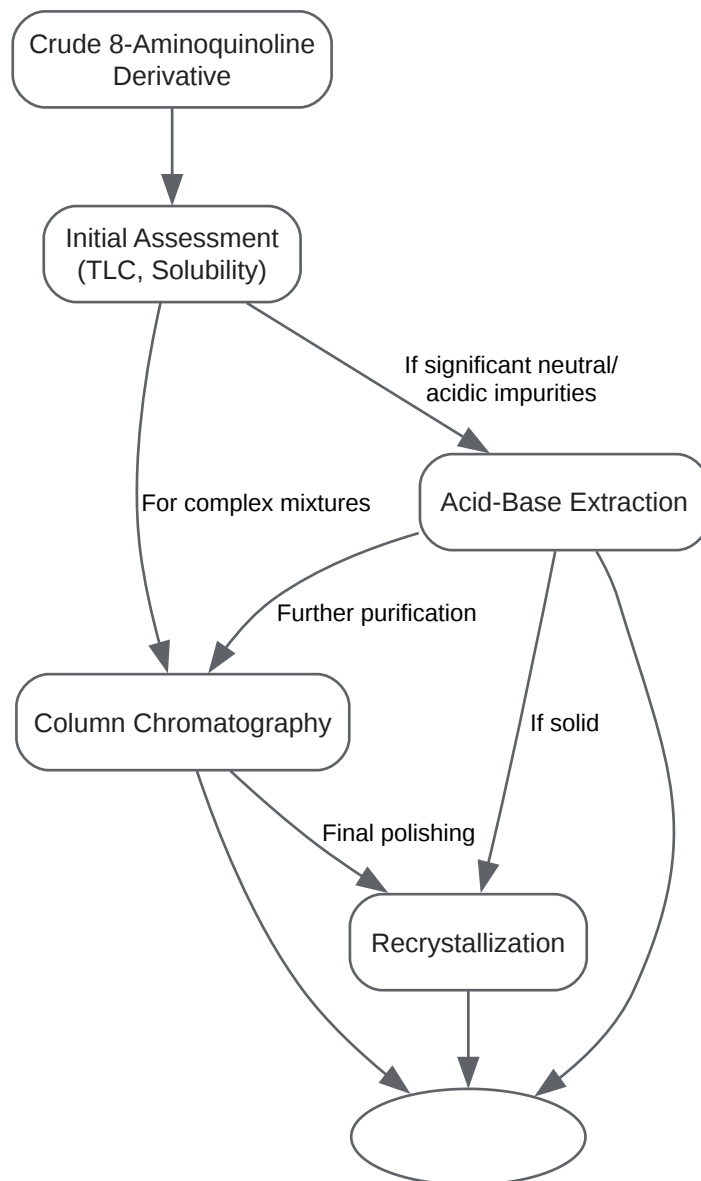 Crude 8-Aminoquinoline
Derivative
Initial Assessment
(TLC, Solubility)
If significant neutral/
acidic impurities
For complex mixtures
Acid-Base Extraction
Further purification
Column Chromatography
If solid
Final polishing
Recrystallization